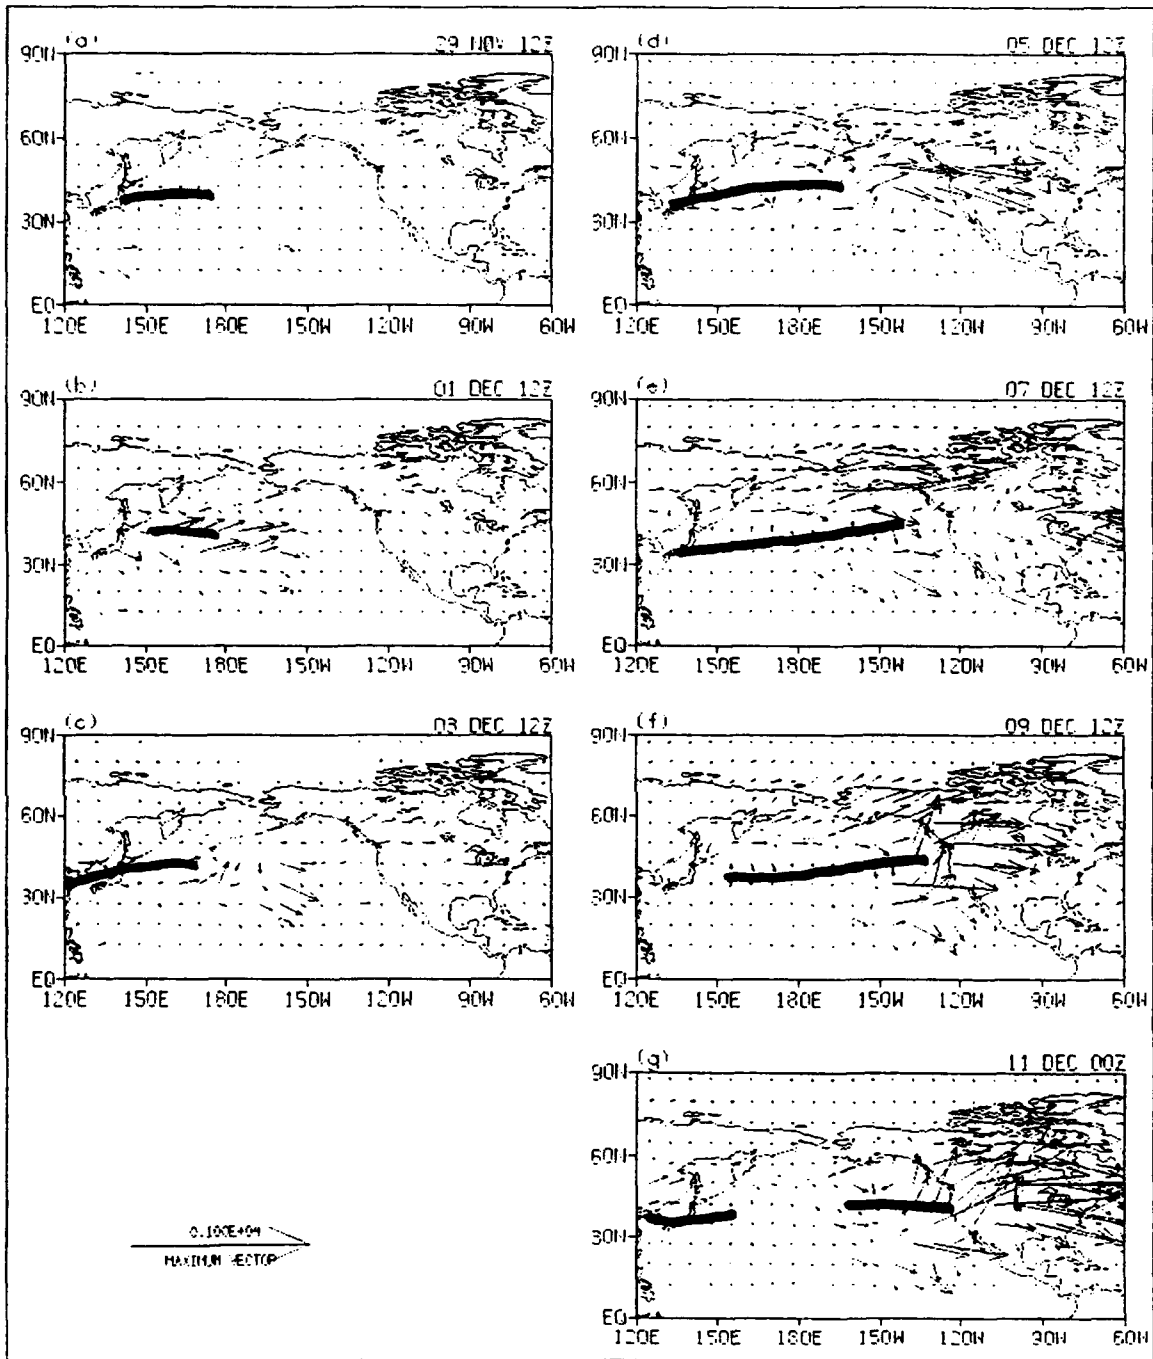 (a) 29 NOV 12Z
90N
60N
30N
EQ
120E 150E 180E 150W 120W 90W 60W
(b) 01 DEC 12Z
90N
60N
30N
EQ
120E 150E 180E 150W 120W 90W 60W
(c) 03 DEC 12Z
90N
60N
30N
EQ
120E 150E 180E 150W 120W 90W 60W
0.100E+04
MAXIMUM VECTOR
(d) 05 DEC 12Z
90N
60N
30N
EQ
120E 150E 180E 150W 120W 90W 60W
(e) 07 DEC 12Z
90N
60N
30N
EQ
120E 150E 180E 150W 120W 90W 60W
(f) 09 DEC 12Z
90N
60N
30N
EQ
120E 150E 180E 150W 120W 90W 60W
(g) 11 DEC 00Z
90N
60N
30N
EQ
120E 150E 180E 150W 120W 90W 60W